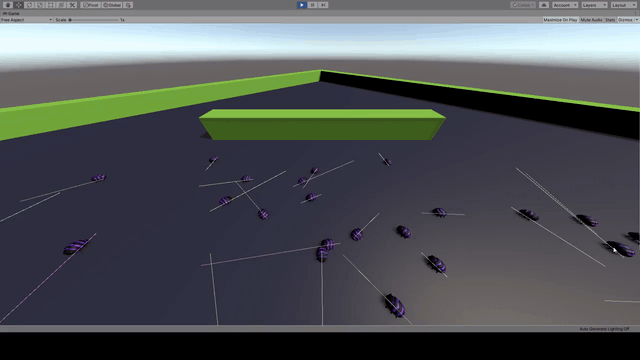 Pivot Global Collab Account Layers Layout
Game
Free Aspect Scale 1x Maximize On Play Mute Audio Stats Gizmos
Auto Generate Lighting Off